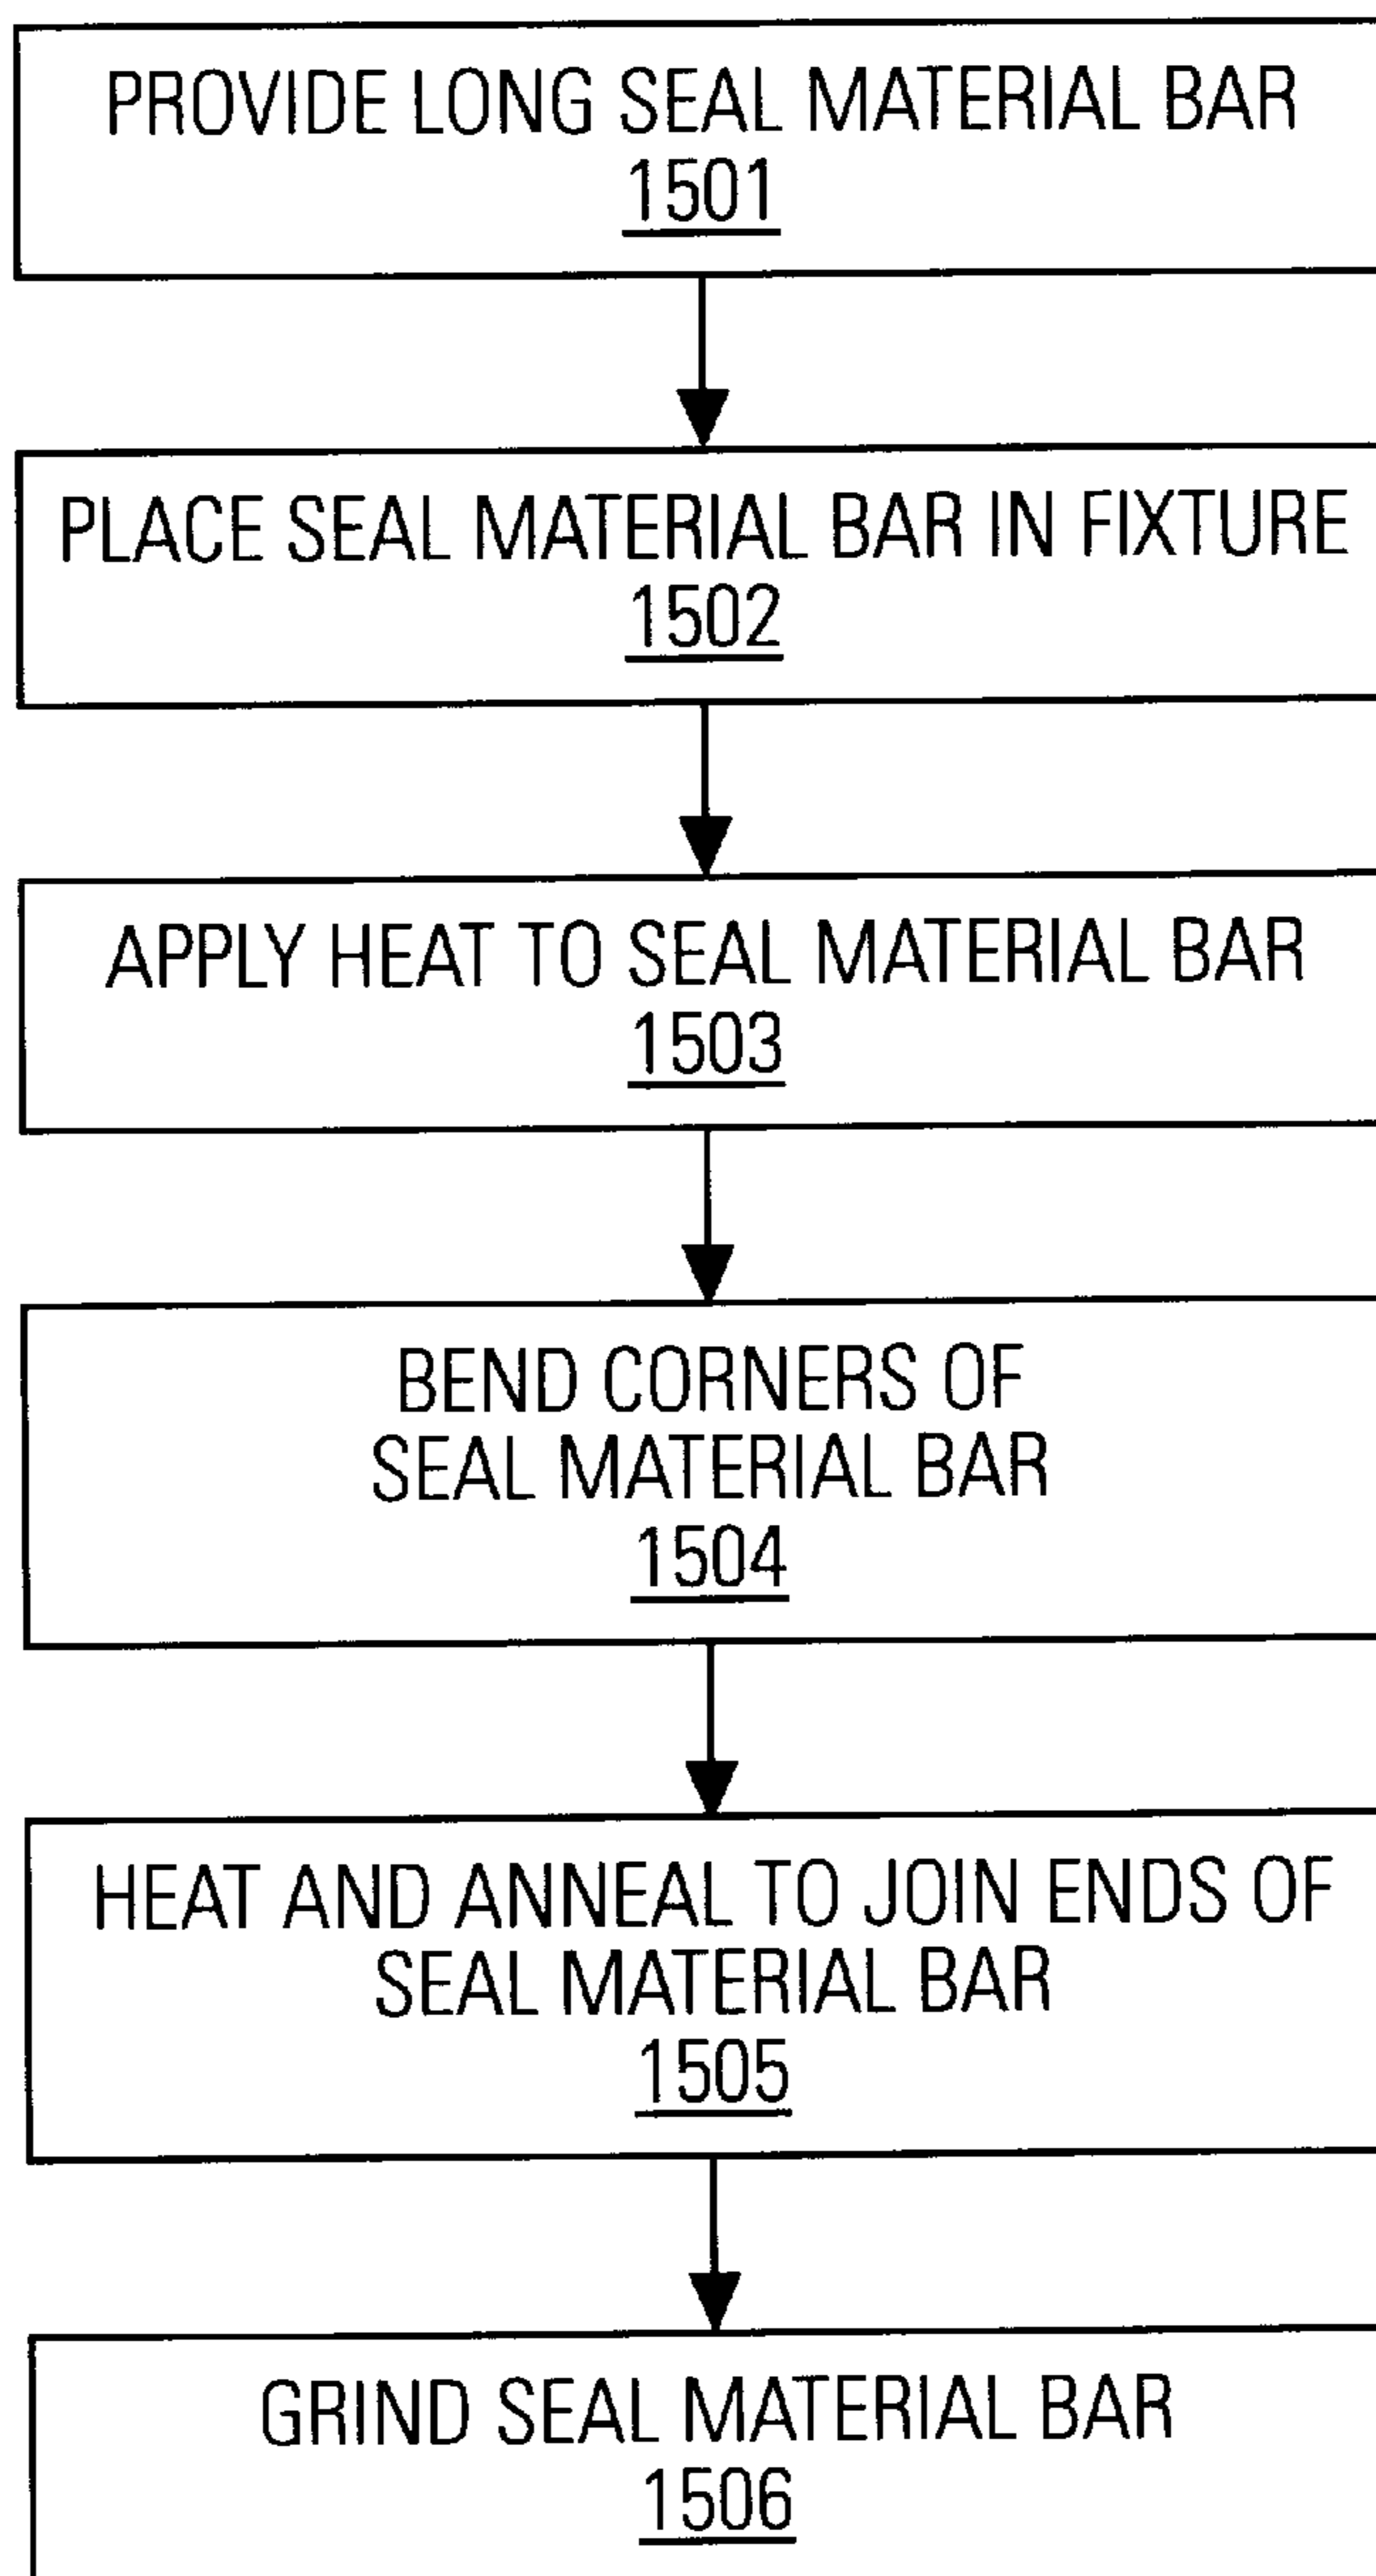 PROVIDE LONG SEAL MATERIAL BAR
1501
PLACE SEAL MATERIAL BAR IN FIXTURE
1502
APPLY HEAT TO SEAL MATERIAL BAR
1503
BEND CORNERS OF
SEAL MATERIAL BAR
1504
HEAT AND ANNEAL TO JOIN ENDS OF
SEAL MATERIAL BAR
1505
GRIND SEAL MATERIAL BAR
1506